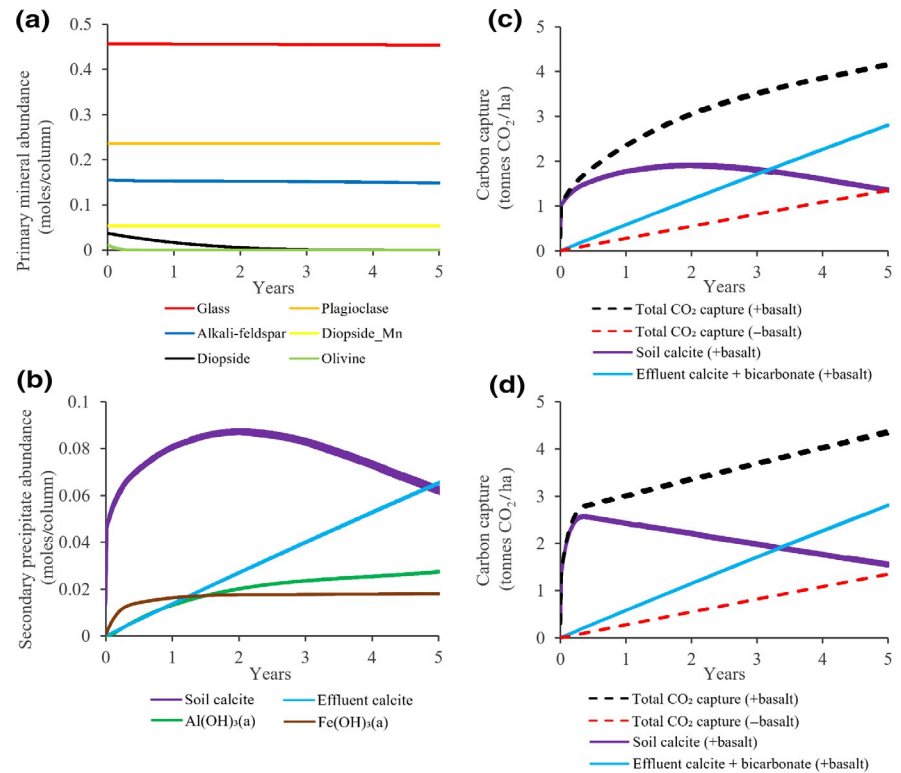 (a)
Primary mineral abundance
(moles/column)
0.5
0.4
0.3
0.2
0.1
0
0 1 2 3 4 5
Years
Glass Plagioclase
Alkali-feldspar Diopside_Mn
Diopside Olivine
(b)
Secondary precipitate abundance
(moles/column)
0.1
0.08
0.06
0.04
0.02
0
0 1 2 3 4 5
Years
Soil calcite Effluent calcite
Al(OH)₃(a) Fe(OH)₃(a)
(c)
Carbon capture
(tonnes CO₂/ha)
5
4
3
2
1
0
0 1 2 3 4 5
Years
Total CO₂ capture (+basalt)
Total CO₂ capture (−basalt)
Soil calcite (+basalt)
Effluent calcite + bicarbonate (+basalt)
(d)
Carbon capture
(tonnes CO₂/ha)
5
4
3
2
1
0
0 1 2 3 4 5
Years
Total CO₂ capture (+basalt)
Total CO₂ capture (−basalt)
Soil calcite (+basalt)
Effluent calcite + bicarbonate (+basalt)